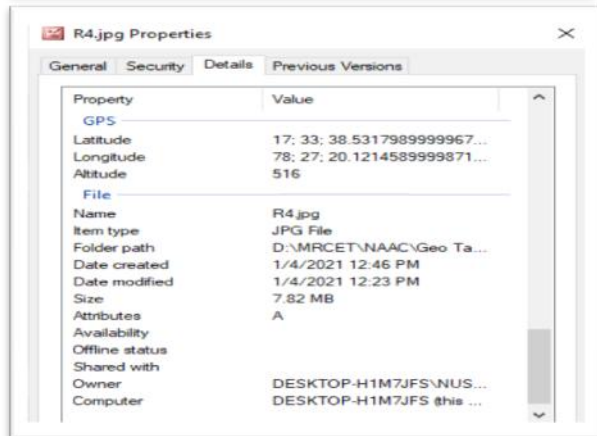 R4.jpg Properties
General Security Details Previous Versions
Property Value
GPS
Latitude 17; 33; 38.5317989999967...
Longitude 78; 27; 20.1214589999871...
Altitude 516
File
Name R4.jpg
Item type JPG File
Folder path D:\MRCET\NAAC\Geo Ta...
Date created 1/4/2021 12:46 PM
Date modified 1/4/2021 12:23 PM
Size 7.82 MB
Attributes A
Availability
Offline status
Shared with
Owner DESKTOP-H1M7JFS\NUS...
Computer DESKTOP-H1M7JFS (this ...